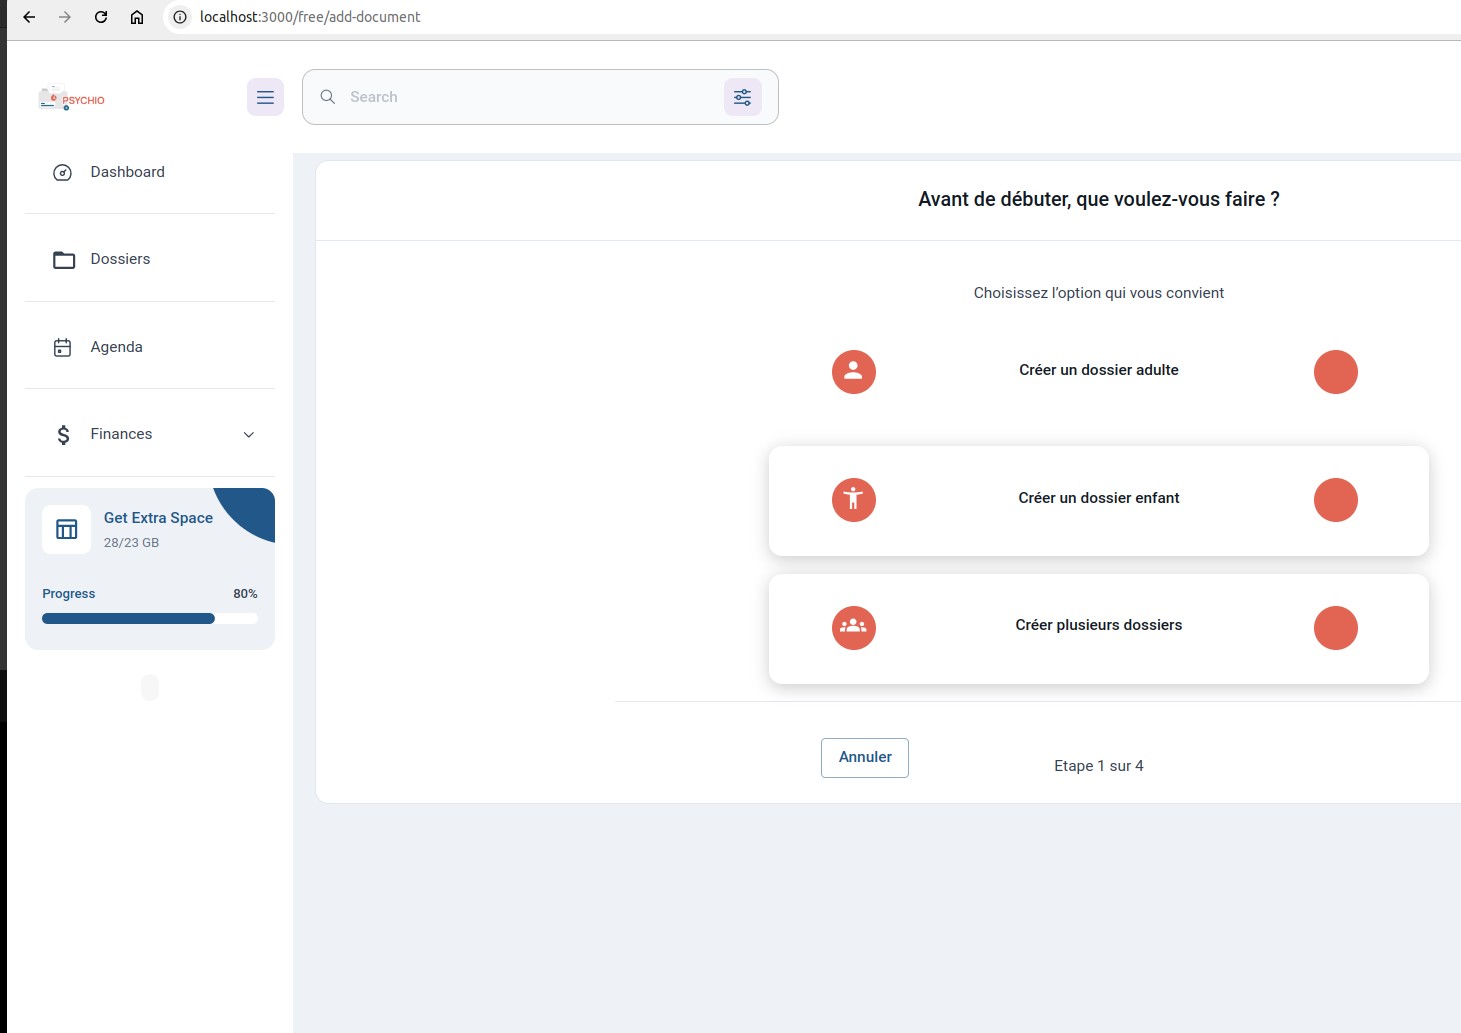 localhost:3000/free/add-document
PSYCHIO
Search
Dashboard
Dossiers
Agenda
Finances
Get Extra Space
28/23 GB
Progress 80%
Avant de débuter, que voulez-vous faire ?
Choisissez l’option qui vous convient
Créer un dossier adulte
Créer un dossier enfant
Créer plusieurs dossiers
Annuler
Etape 1 sur 4